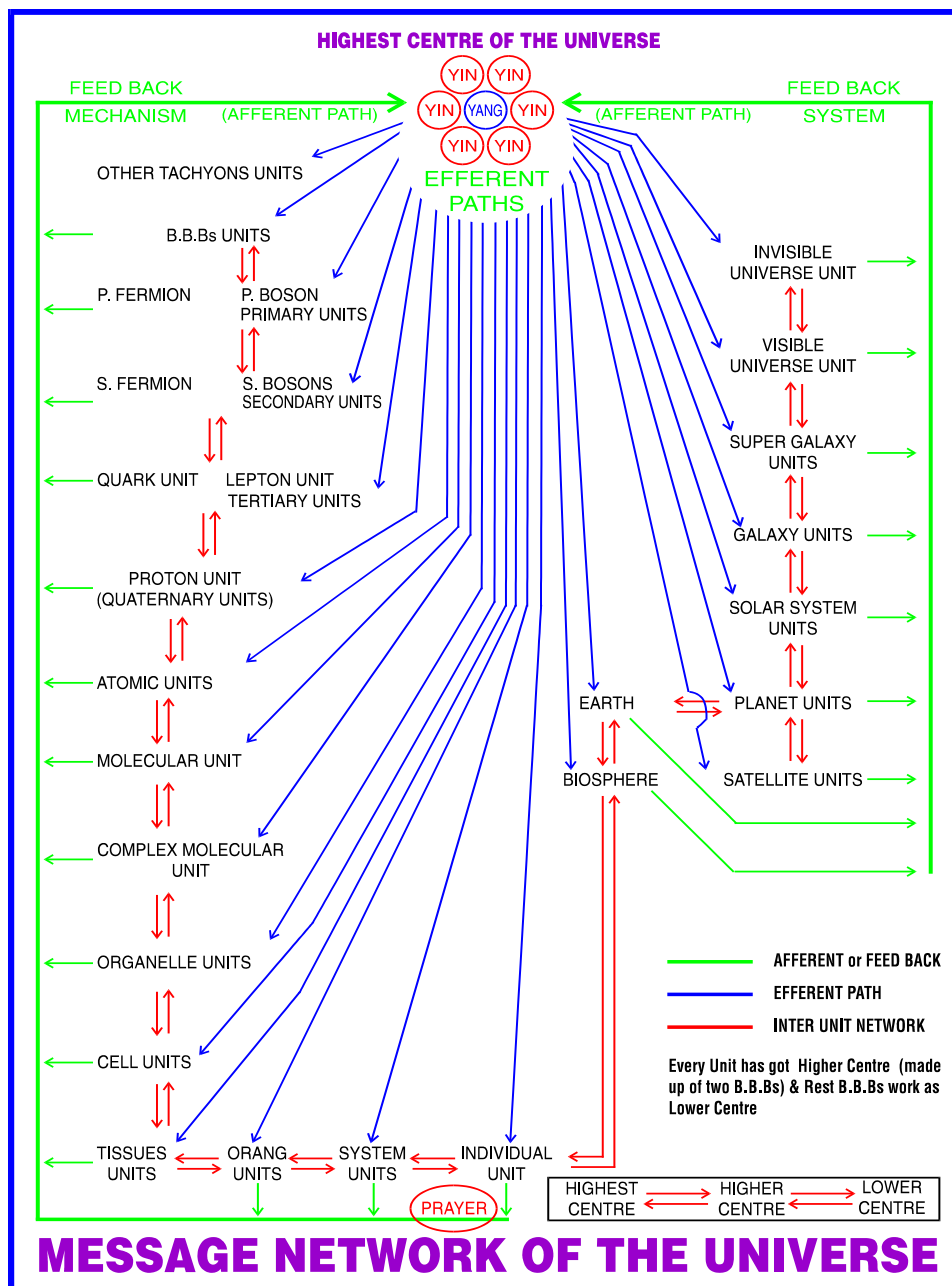 HIGHEST CENTRE OF THE UNIVERSE
YIN YIN
YIN YANG YIN
YIN YIN
FEED BACK
MECHANISM (AFFERENT PATH)
FEED BACK
(AFFERENT PATH) SYSTEM
EFFERENT
PATHS
OTHER TACHYONS UNITS
B.B.Bs UNITS
P. FERMION P. BOSON
PRIMARY UNITS
S. FERMION S. BOSONS
SECONDARY UNITS
QUARK UNIT LEPTON UNIT
TERTIARY UNITS
PROTON UNIT
(QUATERNARY UNITS)
ATOMIC UNITS
MOLECULAR UNIT
COMPLEX MOLECULAR
UNIT
ORGANELLE UNITS
CELL UNITS
TISSUES
UNITS
ORANG
UNITS
SYSTEM
UNITS
INDIVIDUAL
UNIT
INVISIBLE
UNIVERSE UNIT
VISIBLE
UNIVERSE UNIT
SUPER GALAXY
UNITS
GALAXY UNITS
SOLAR SYSTEM
UNITS
EARTH
PLANET UNITS
BIOSPHERE
SATELLITE UNITS
AFFERENT or FEED BACK
EFFERENT PATH
INTER UNIT NETWORK
Every Unit has got Higher Centre (made
up of two B.B.Bs) & Rest B.B.Bs work as
Lower Centre
HIGHEST
CENTRE
HIGHER
CENTRE
LOWER
CENTRE
PRAYER
MESSAGE NETWORK OF THE UNIVERSE